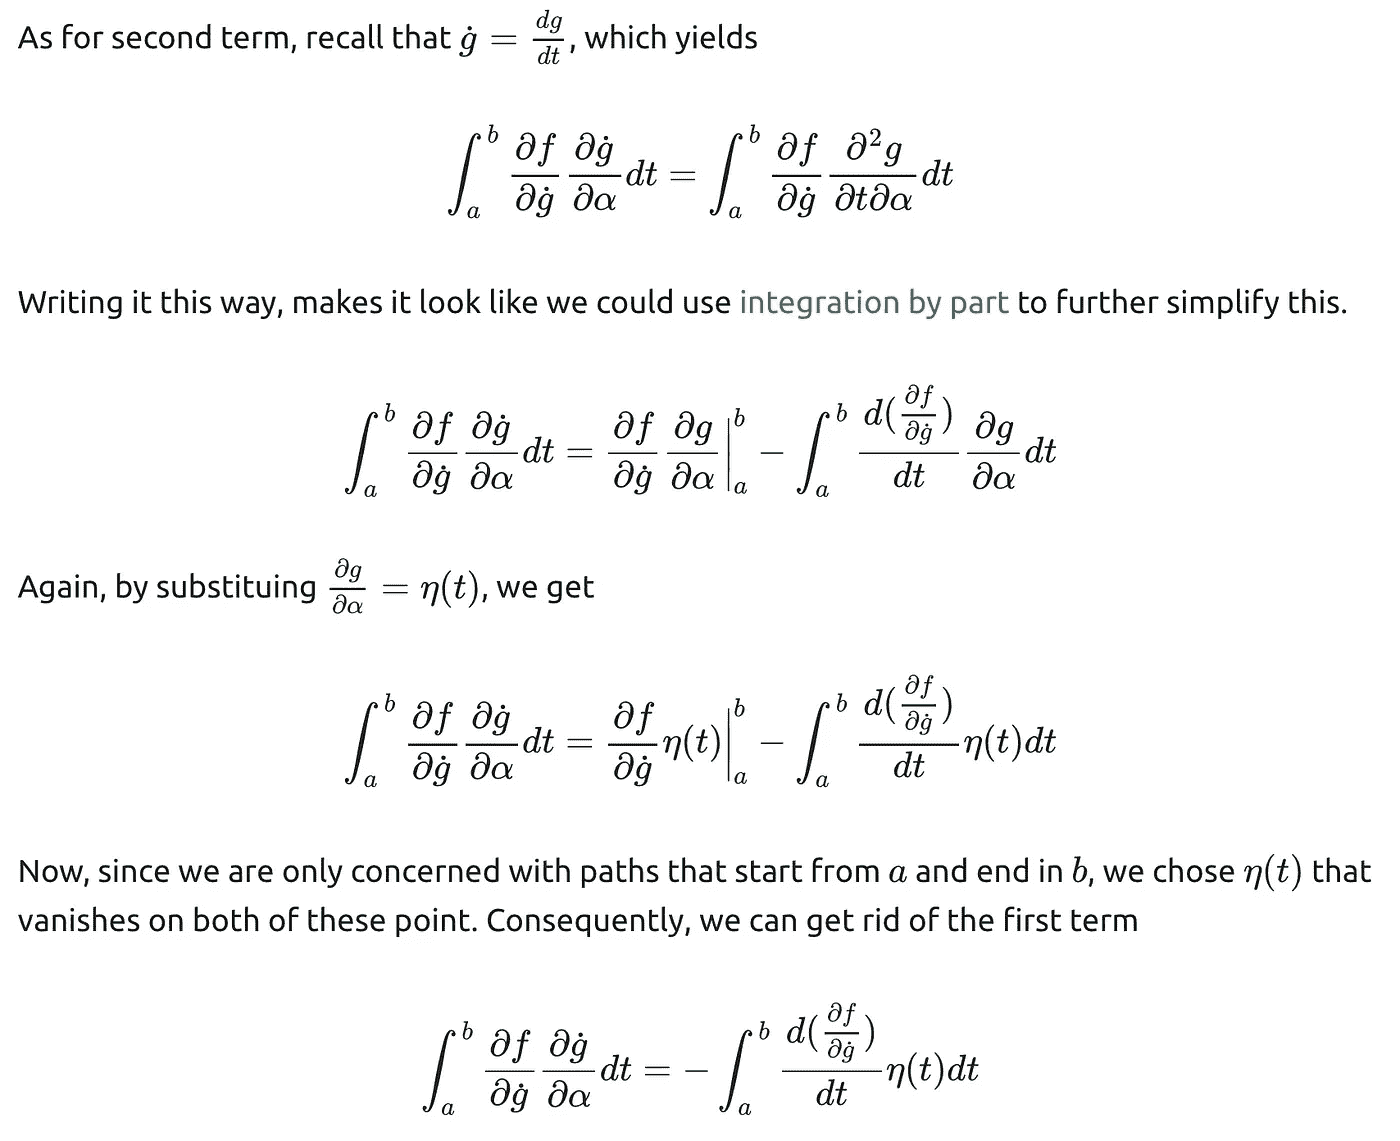 As for second term, recall that $\dot{g} = \frac{dg}{dt}$, which yields
$\int_a^b \frac{\partial f}{\partial \dot{g}} \frac{\partial \dot{g}}{\partial \alpha} dt = \int_a^b \frac{\partial f}{\partial \dot{g}} \frac{\partial^2 g}{\partial t \partial \alpha} dt$
Writing it this way, makes it look like we could use integration by part to further simplify this.
$\int_a^b \frac{\partial f}{\partial \dot{g}} \frac{\partial \dot{g}}{\partial \alpha} dt = \frac{\partial f}{\partial \dot{g}} \frac{\partial g}{\partial \alpha} \Big|_a^b - \int_a^b \frac{d(\frac{\partial f}{\partial \dot{g}})}{dt} \frac{\partial g}{\partial \alpha} dt$
Again, by substituing $\frac{\partial g}{\partial \alpha} = \eta(t)$, we get
$\int_a^b \frac{\partial f}{\partial \dot{g}} \frac{\partial \dot{g}}{\partial \alpha} dt = \frac{\partial f}{\partial \dot{g}} \eta(t) \Big|_a^b - \int_a^b \frac{d(\frac{\partial f}{\partial \dot{g}})}{dt} \eta(t) dt$
Now, since we are only concerned with paths that start from $a$ and end in $b$, we chose $\eta(t)$ that
vanishes on both of these point. Consequently, we can get rid of the first term
$\int_a^b \frac{\partial f}{\partial \dot{g}} \frac{\partial \dot{g}}{\partial \alpha} dt = - \int_a^b \frac{d(\frac{\partial f}{\partial \dot{g}})}{dt} \eta(t) dt$